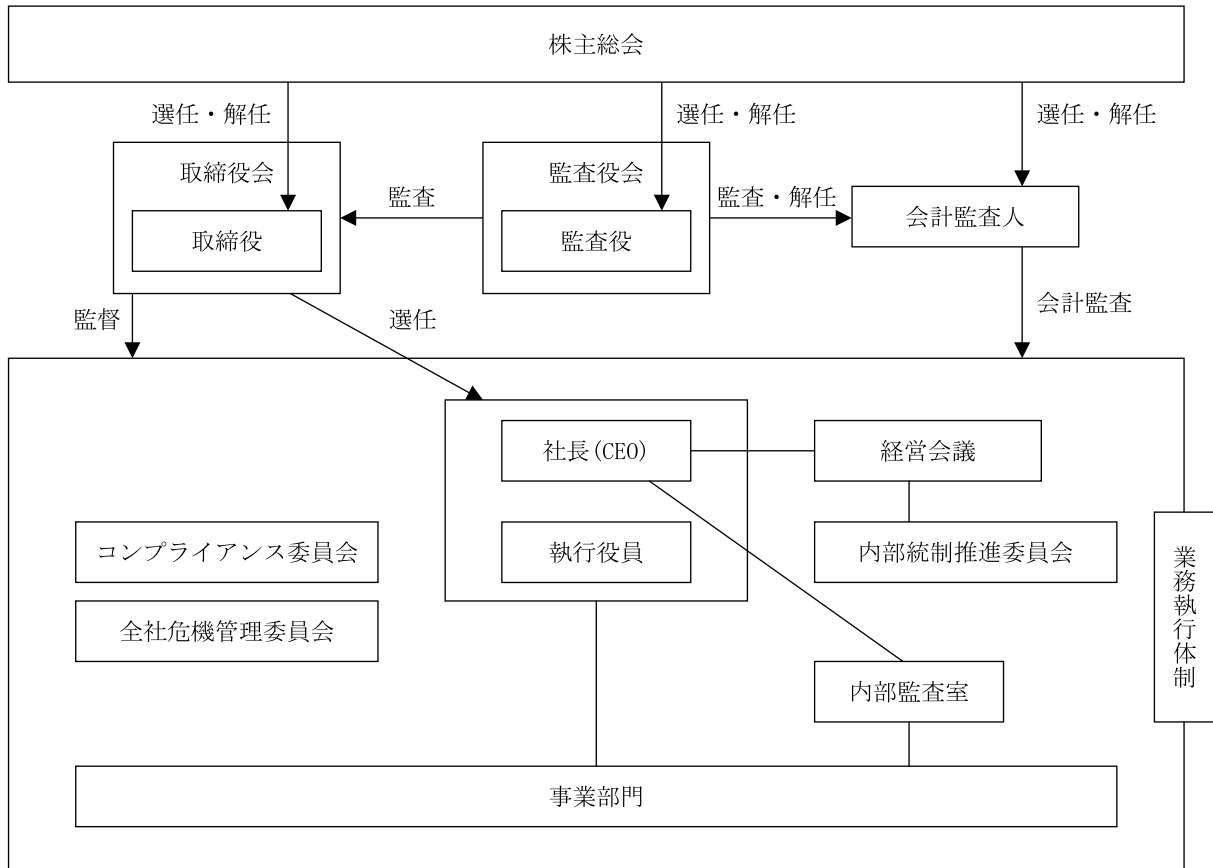 株主総会
選任・解任
選任・解任
選任・解任
取締役会
監査役会
監査
監査・解任
会計監査人
取締役
監査役
監督
選任
会計監査
社長(CEO)
経営会議
コンプライアンス委員会
執行役員
内部統制推進委員会
業務執行体制
全社危機管理委員会
内部監査室
事業部門